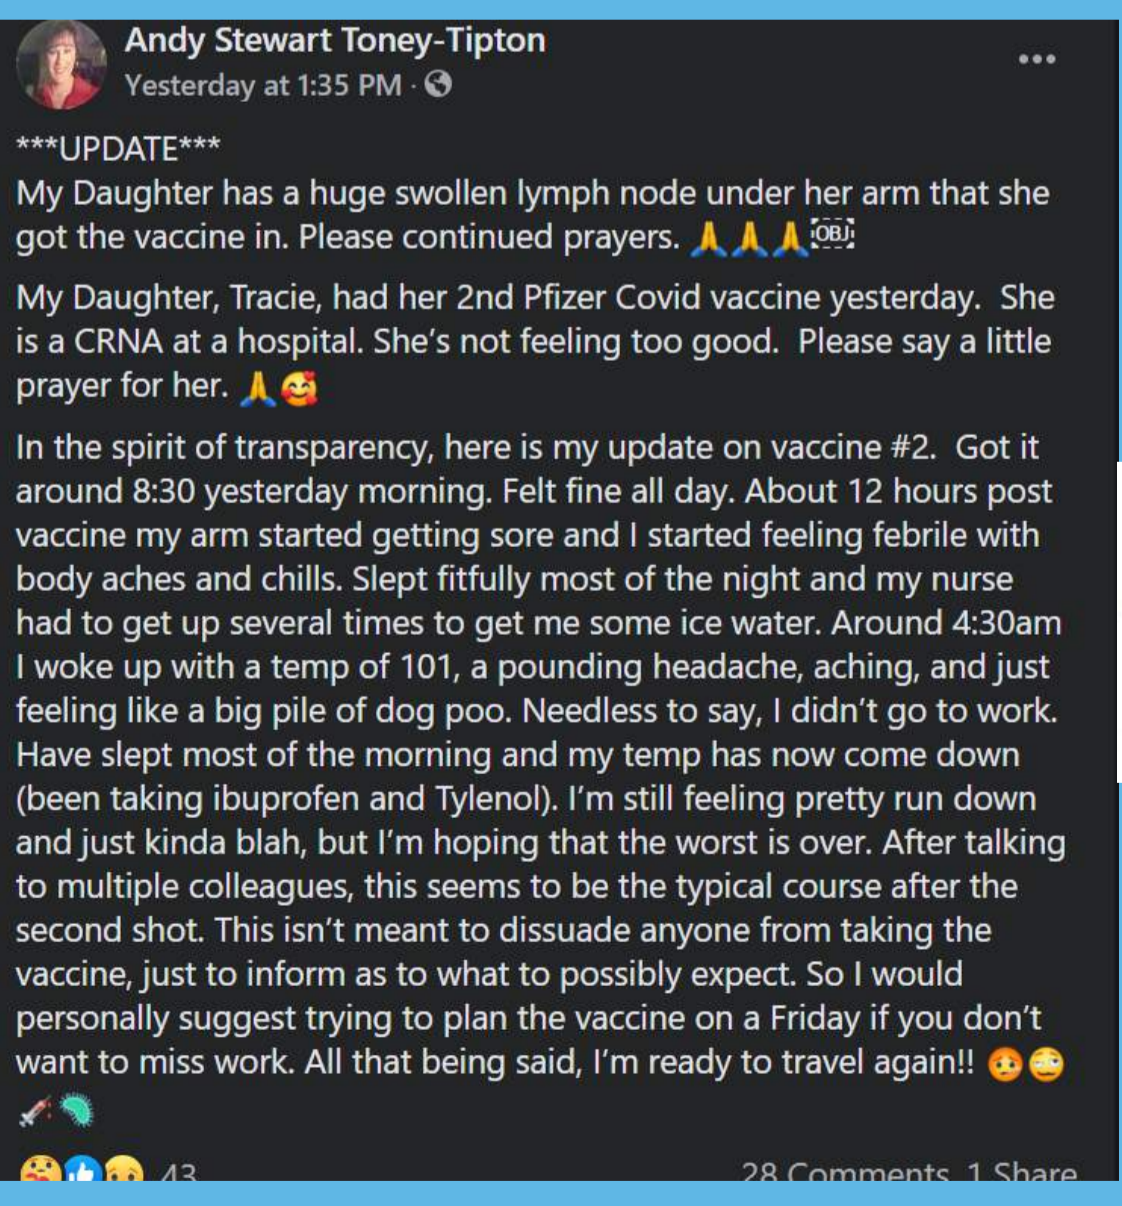 Andy Stewart Toney-Tipton
Yesterday at 1:35 PM ·
***UPDATE***
My Daughter has a huge swollen lymph node under her arm that she
got the vaccine in. Please continued prayers. 🙏🙏🙏OBJ
My Daughter, Tracie, had her 2nd Pfizer Covid vaccine yesterday.  She
is a CRNA at a hospital. She’s not feeling too good.  Please say a little
prayer for her. 🙏🥰
In the spirit of transparency, here is my update on vaccine #2.  Got it
around 8:30 yesterday morning. Felt fine all day. About 12 hours post
vaccine my arm started getting sore and I started feeling febrile with
body aches and chills. Slept fitfully most of the night and my nurse
had to get up several times to get me some ice water. Around 4:30am
I woke up with a temp of 101, a pounding headache, aching, and just
feeling like a big pile of dog poo. Needless to say, I didn’t go to work.
Have slept most of the morning and my temp has now come down
(been taking ibuprofen and Tylenol). I’m still feeling pretty run down
and just kinda blah, but I’m hoping that the worst is over. After talking
to multiple colleagues, this seems to be the typical course after the
second shot. This isn’t meant to dissuade anyone from taking the
vaccine, just to inform as to what to possibly expect. So I would
personally suggest trying to plan the vaccine on a Friday if you don’t
want to miss work. All that being said, I’m ready to travel again!! 🥵🙄
💉🦠
43 28 Comments 1 Share